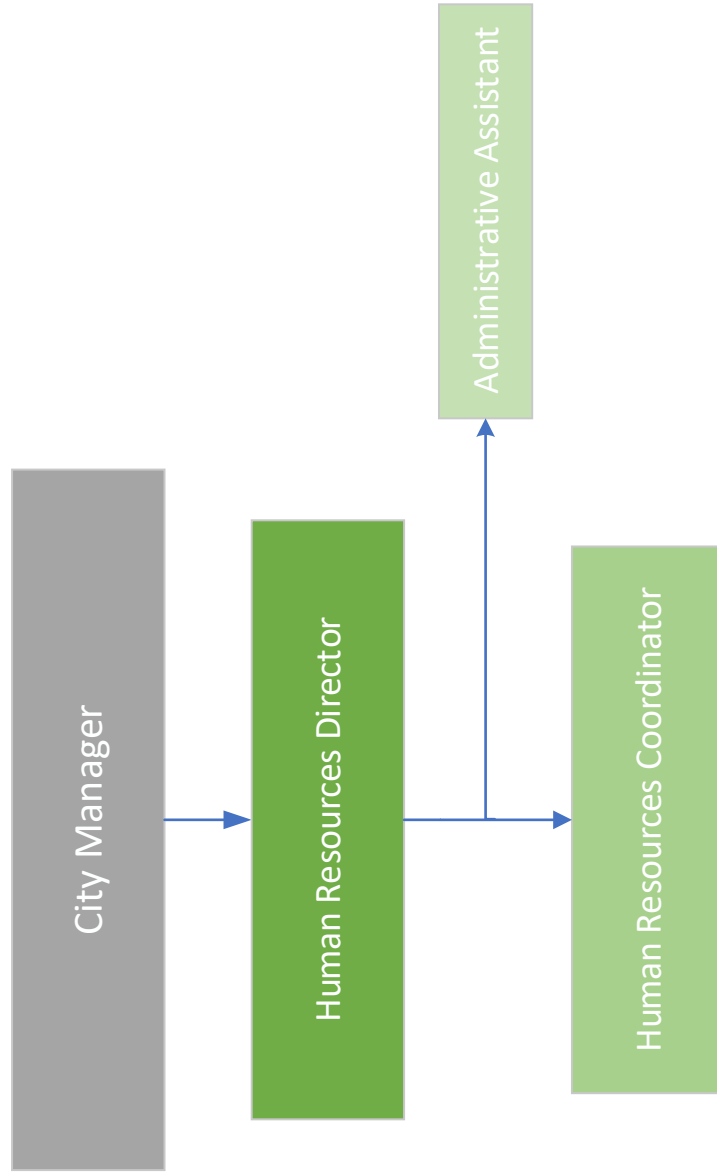 City Manager
Human Resources Director
Administrative Assistant
Human Resources Coordinator